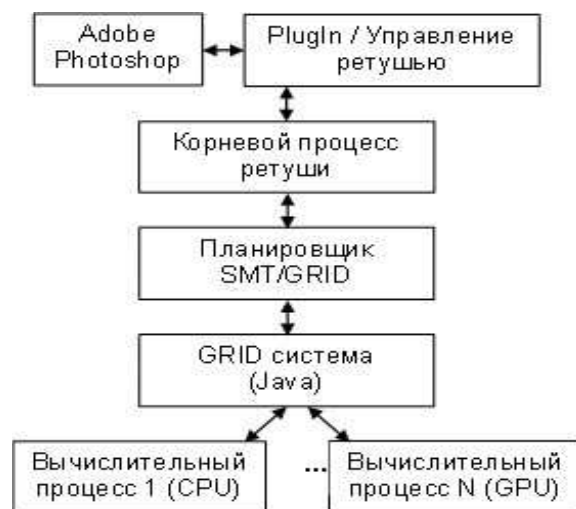 Adobe
Photoshop
PlugIn / Управление
ретушью
Корневой процесс
ретуши
Планировщик
SMT/GRID
GRID система
(Java)
Вычислительный
процесс 1 (CPU)
...
Вычислительный
процесс N (GPU)